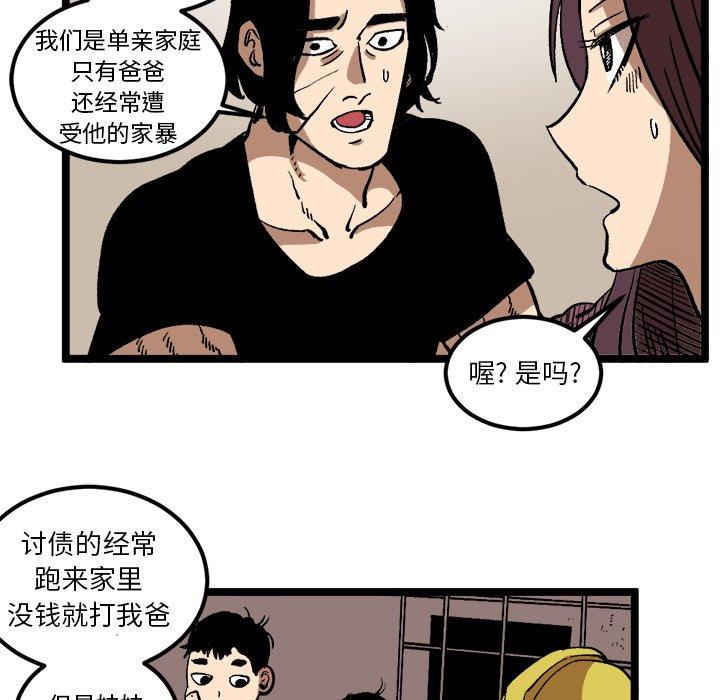 我们是单亲家庭
只有爸爸
还经常遭
受他的家暴
喔? 是吗?
讨债的经常
跑来家里
没钱就打我爸